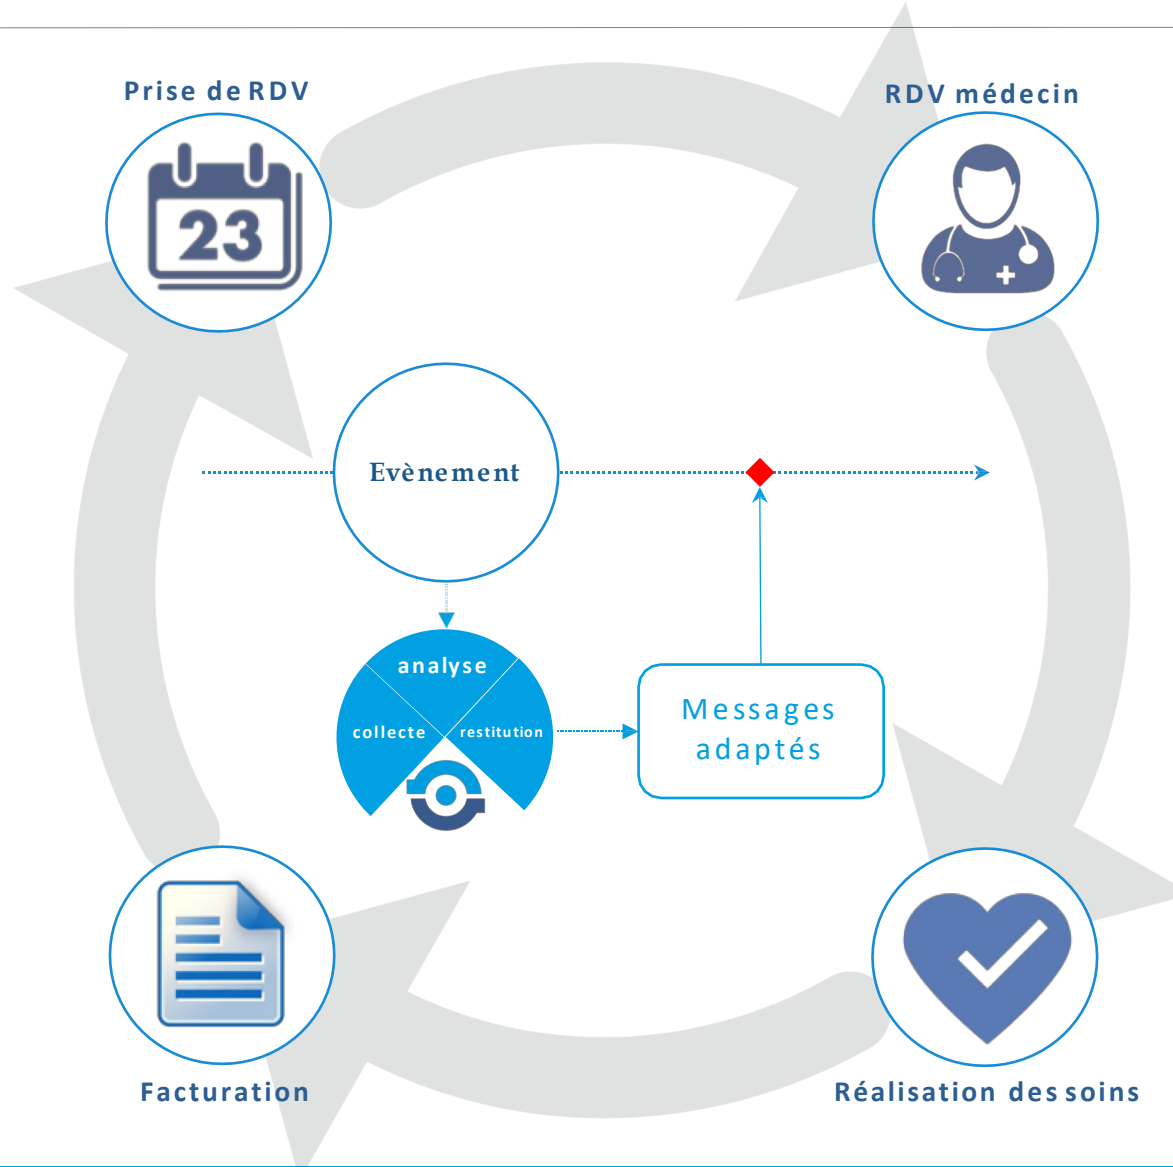 Prise de RDV
RDV médecin
23
Evènement
analyse
collecte
restitution
Messages
adaptés
Facturation
Réalisation des soins